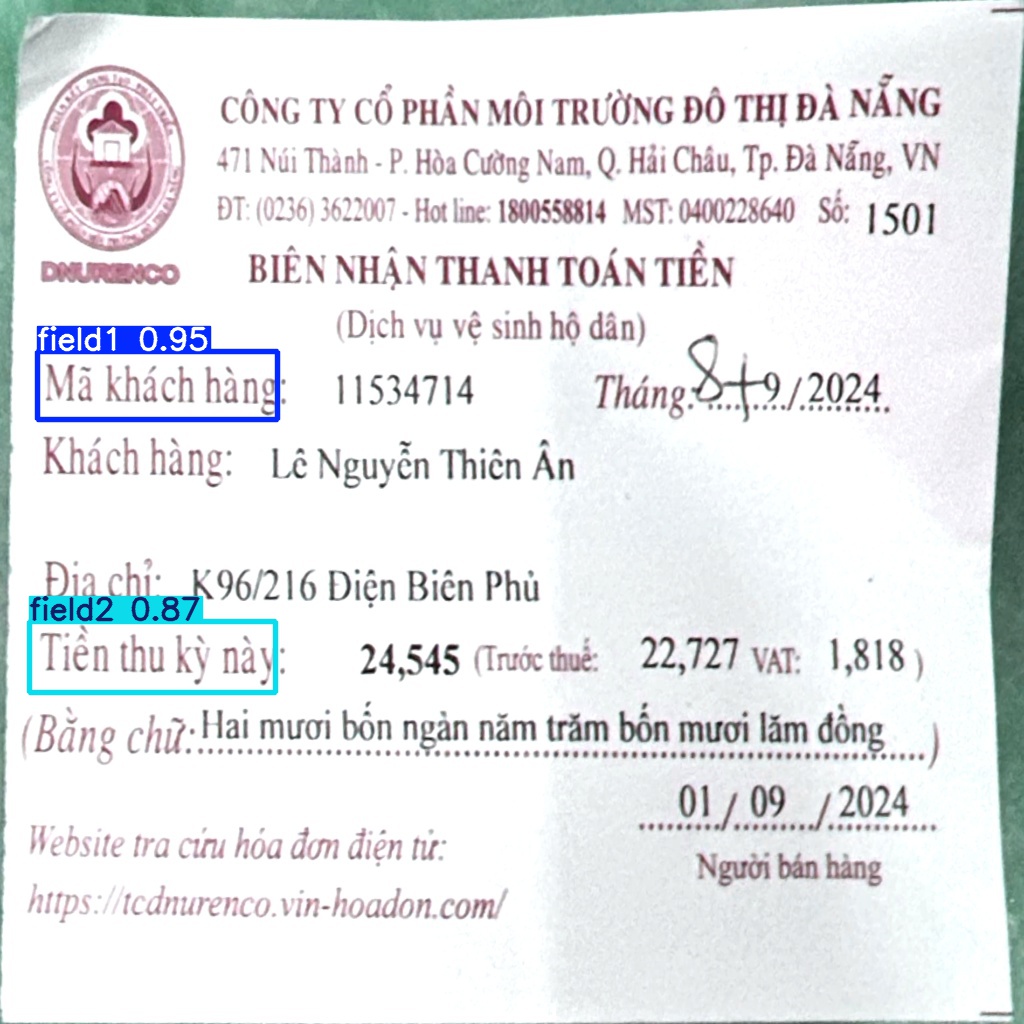 CÔNG TY CỔ PHẦN MÔI TRƯỜNG ĐÔ THỊ ĐÀ NẴNG
471 Núi Thành - P. Hòa Cường Nam, Q. Hải Châu, Tp. Đà Nẵng, VN
ĐT: (0236) 3622007 - Hot line: 1800558814 MST: 0400228640 Số: 1501
DNURENCO
BIÊN NHẬN THANH TOÁN TIỀN
(Dịch vụ vệ sinh hộ dân)
field1 0.95
Mã khách hàng: 11534714 Tháng 8+9/2024
Khách hàng: Lê Nguyễn Thiên Ân
Địa chỉ: K96/216 Điện Biên Phủ
field2 0.87
Tiền thu kỳ này: 24,545 (Trước thuế: 22,727 VAT: 1,818)
(Bằng chữ: Hai mươi bốn ngàn năm trăm bốn mươi lăm đồng)
01 / 09 / 2024
Người bán hàng
Website tra cứu hóa đơn điện tử:
https://tcdnurenco.vin-hoadon.com/